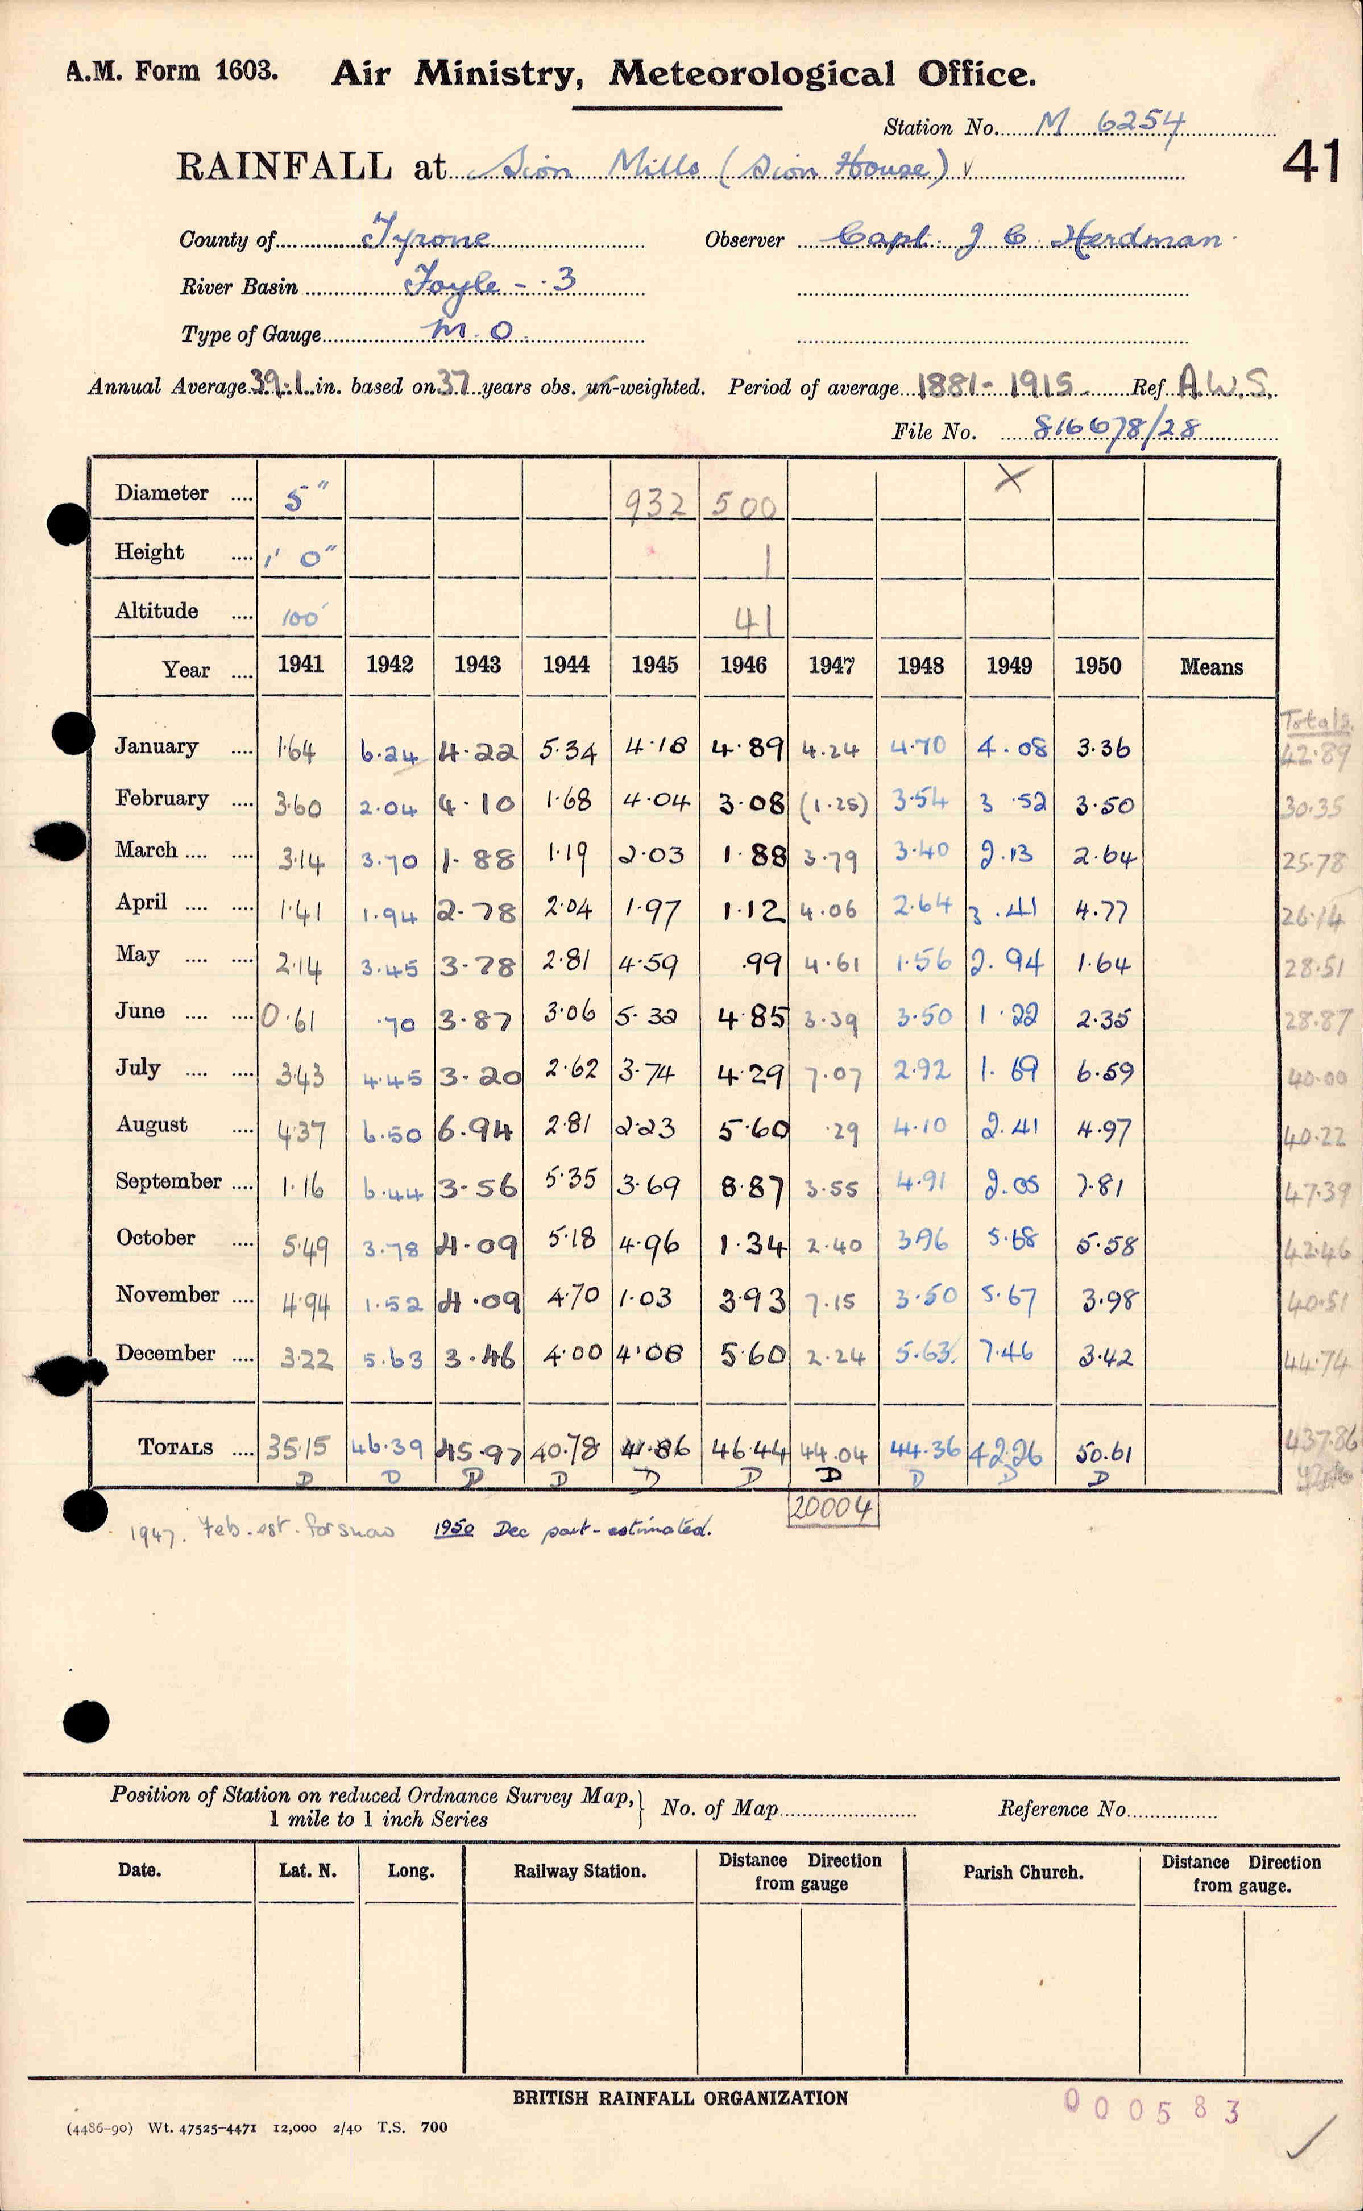 A.M. Form 1603. Air Ministry, Meteorological Office.
Station No. M 6254
41
RAINFALL at Sion Mills (Sion House) v
County of Tyrone Observer Capt. J C Herdman
River Basin Foyle - 3
Type of Gauge M. O.
Annual Average 39.1 in. based on 37 years obs. un-weighted. Period of average 1881-1915 Ref. A.W.S.
File No. 816678/28
Diameter .... 5" 932 500 X
Height .... 1' 0" 1
Altitude .... 100' 41
Year .... 1941 1942 1943 1944 1945 1946 1947 1948 1949 1950 Means
Totals.
January .... 1.64 6.24 4.22 5.34 4.18 4.89 4.24 4.70 4.08 3.36 42.89
February .... 3.60 2.04 4.10 1.68 4.04 3.08 (1.25) 3.54 3.52 3.50 30.35
March .... .... 3.14 3.70 1.88 1.19 2.03 1.88 3.79 3.40 2.13 2.64 25.78
April .... .... 1.41 1.94 2.78 2.04 1.97 1.12 4.06 2.64 3.41 4.77 26.14
May .... .... 2.14 3.45 3.78 2.81 4.59 .99 4.61 1.56 2.94 1.64 28.51
June .... .... 0.61 .70 3.87 3.06 5.32 4.85 3.39 3.50 1.22 2.35 28.87
July .... .... 3.43 4.45 3.20 2.62 3.74 4.29 7.07 2.92 1.69 6.59 40.00
August .... 4.37 6.50 6.94 2.81 2.23 5.60 .29 4.10 2.41 4.97 40.22
September .... 1.16 6.44 3.56 5.35 3.69 8.87 3.55 4.91 2.05 7.81 47.39
October .... 5.49 3.78 4.09 5.18 4.96 1.34 2.40 3.96 5.68 5.58 42.46
November .... 4.94 1.52 4.09 4.70 1.03 3.93 7.15 3.50 5.67 3.98 40.51
December .... 3.22 5.63 3.46 4.00 4.08 5.60 2.24 5.63 7.46 3.42 44.74
TOTALS .... 35.15 46.39 45.97 40.78 41.86 46.44 44.04 44.36 42.26 50.61 437.86
D D D D D D D D D D
20004
1947. Feb. est. for snow 1950 Dec part-estimated.
Position of Station on reduced Ordnance Survey Map, 1 mile to 1 inch Series } No. of Map Reference No.
Date. Lat. N. Long. Railway Station. Distance Direction from gauge Parish Church. Distance Direction from gauge.
BRITISH RAINFALL ORGANIZATION
000583
(4486-90) Wt. 47525-4471 12,000 2/40 T.S. 700